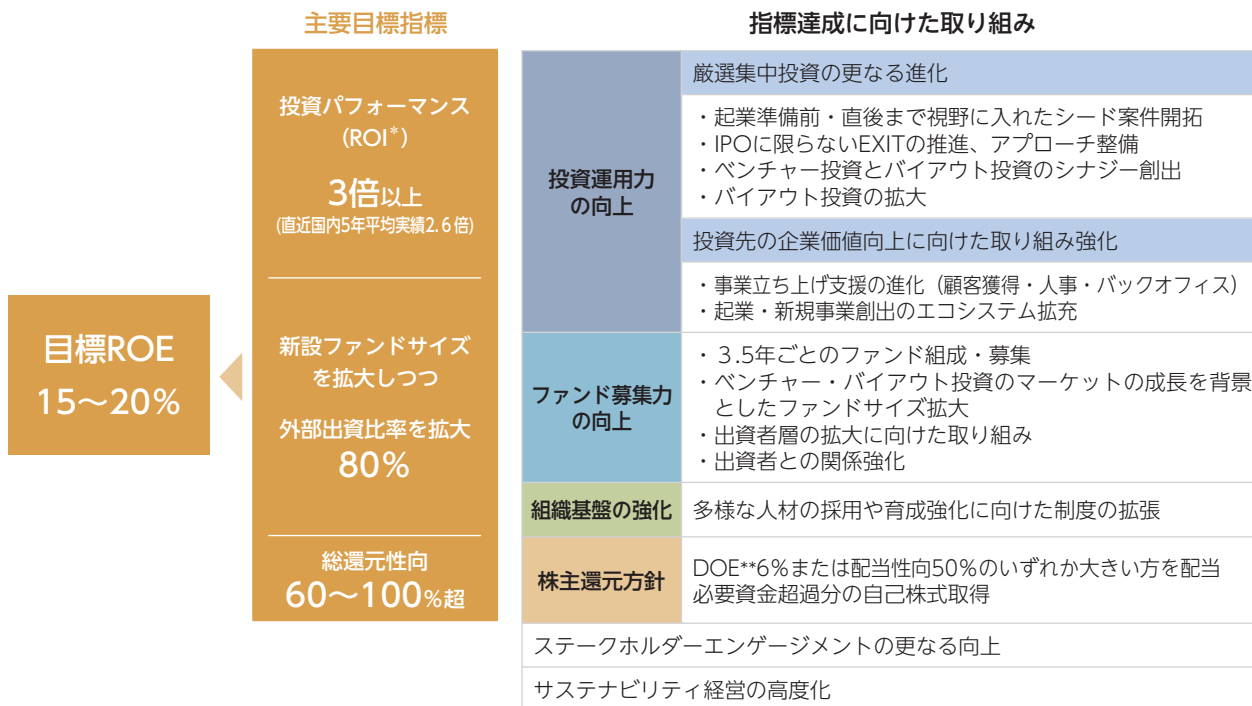 主要目標指標
指標達成に向けた取り組み
目標ROE
15～20%
投資パフォーマンス
(ROI*)
3倍以上
(直近国内5年平均実績2.6倍)
新設ファンドサイズ
を拡大しつつ
外部出資比率を拡大
80%
総還元性向
60～100%超
投資運用力
の向上
厳選集中投資の更なる進化
・起業準備前・直後まで視野に入れたシード案件開拓
・IPOに限らないEXITの推進、アプローチ整備
・ベンチャー投資とバイアウト投資のシナジー創出
・バイアウト投資の拡大
投資先の企業価値向上に向けた取り組み強化
・事業立ち上げ支援の進化（顧客獲得・人事・バックオフィス）
・起業・新規事業創出のエコシステム拡充
ファンド募集力
の向上
・３.5年ごとのファンド組成・募集
・ベンチャー・バイアウト投資のマーケットの成長を背景
としたファンドサイズ拡大
・出資者層の拡大に向けた取り組み
・出資者との関係強化
組織基盤の強化
多様な人材の採用や育成強化に向けた制度の拡張
株主還元方針
DOE**6%または配当性向50%のいずれか大きい方を配当
必要資金超過分の自己株式取得
ステークホルダーエンゲージメントの更なる向上
サステナビリティ経営の高度化